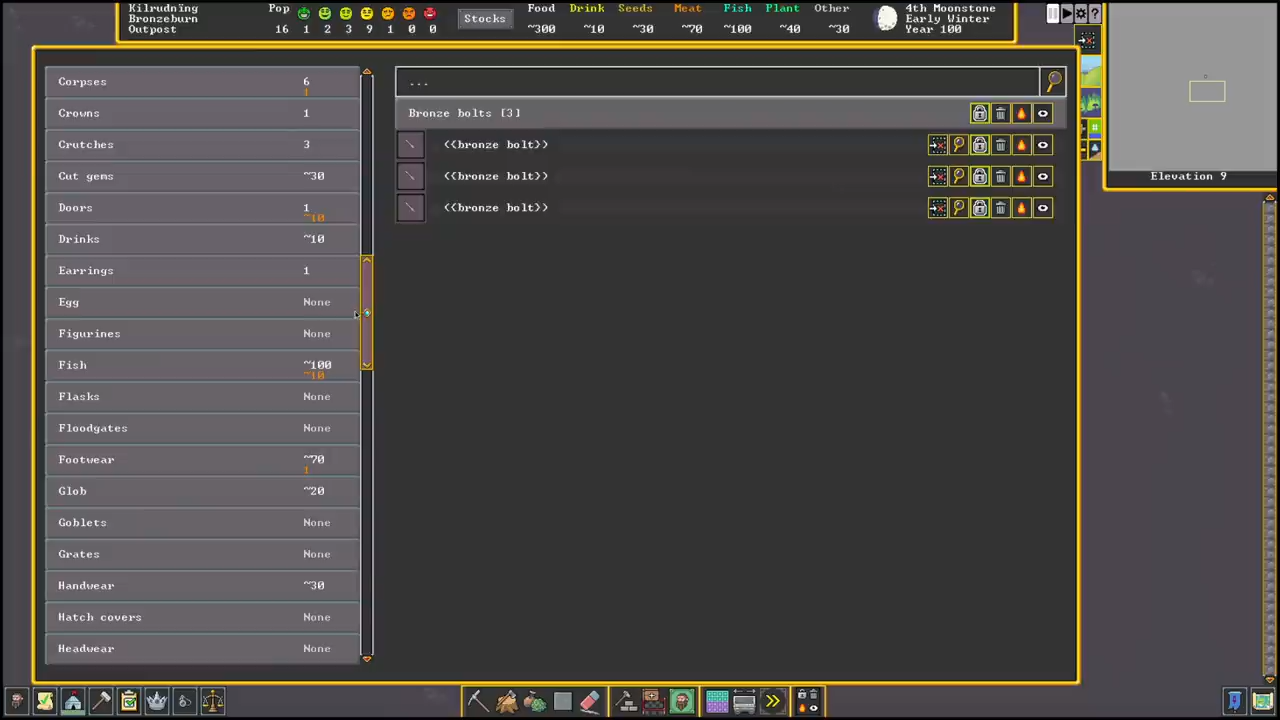 Kilrudning Bronzeburn Outpost
Pop 16 1 2 3 9 1 0 0
Stocks
Food Drink Seeds Meat Fish Plant Other
~300 ~10 ~30 ~70 ~100 ~40 ~30
4th Moonstone
Early Winter
Year 100
Elevation 9
Corpses 6
1
Crowns 1
Crutches 3
Cut gems ~30
Doors 1
~10
Drinks ~10
Earrings 1
Egg None
Figurines None
Fish ~100
~10
Flasks None
Floodgates None
Footwear ~70
1
Glob ~20
Goblets None
Grates None
Handwear ~30
Hatch covers None
Headwear None
...
Bronze bolts [3]
<<bronze bolt>>
<<bronze bolt>>
<<bronze bolt>>